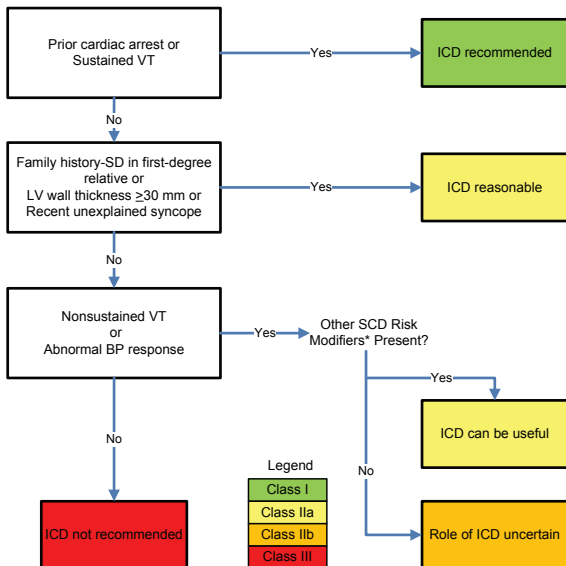 Prior cardiac arrest or
Sustained VT
Yes
ICD recommended
No
Family history-SD in first-degree
relative or
LV wall thickness ≥30 mm or
Recent unexplained syncope
Yes
ICD reasonable
No
Nonsustained VT
or
Abnormal BP response
Yes
Other SCD Risk
Modifiers* Present?
Yes
ICD can be useful
No
No
Legend
Class I
Class IIa
Class IIb
Class III
ICD not recommended
Role of ICD uncertain